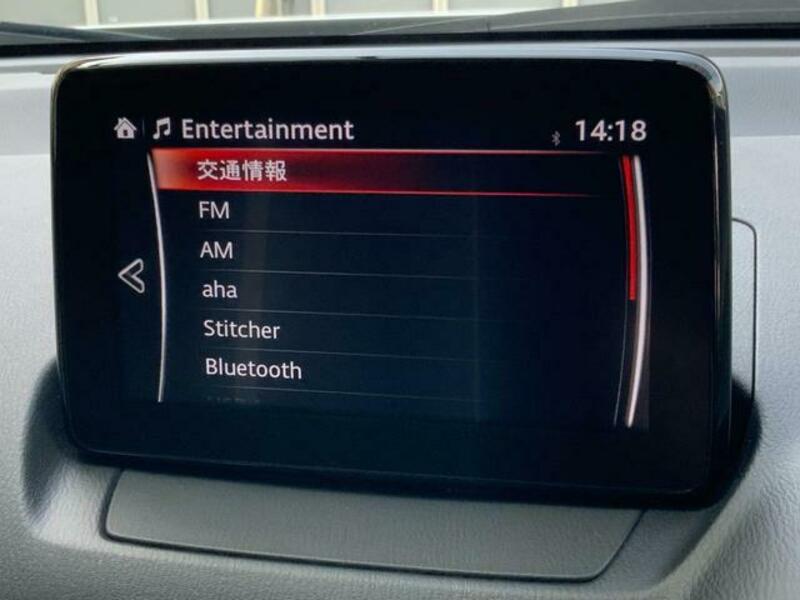 Entertainment 14:18
交通情報
FM
AM
aha
Stitcher
Bluetooth